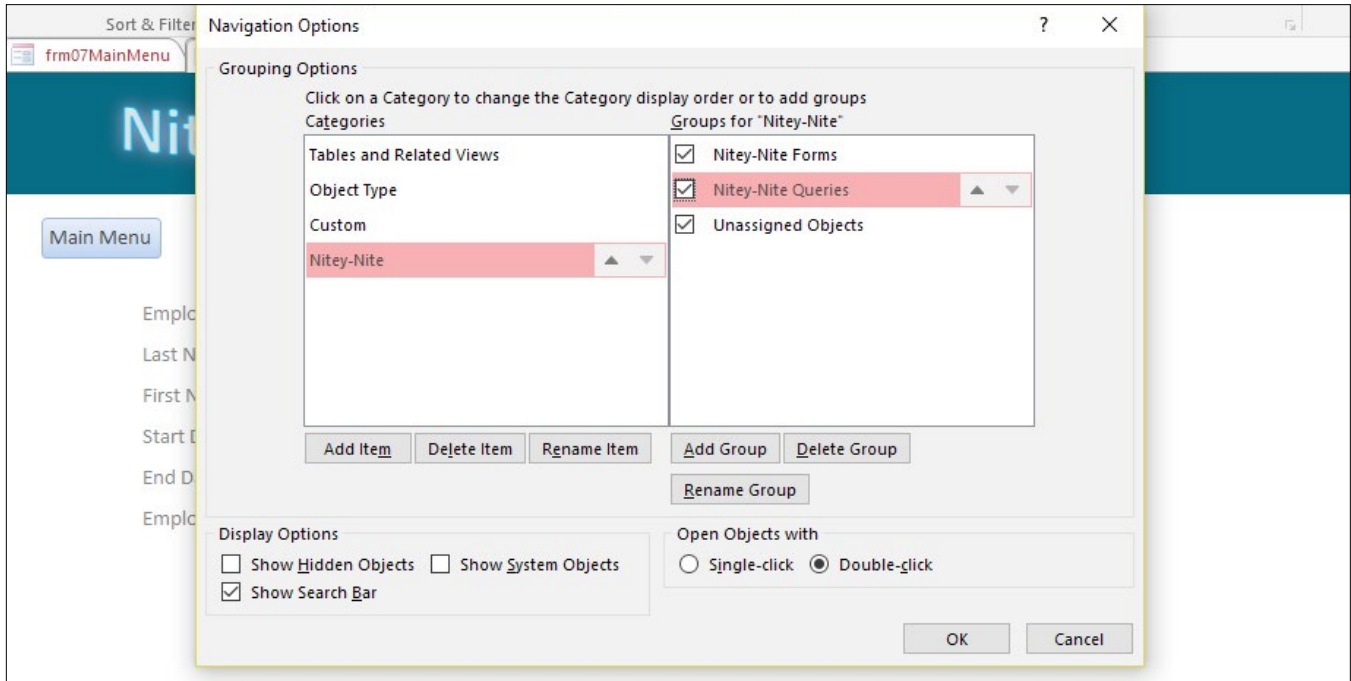 Sort & Filter
Navigation Options
?
frm07MainMenu
Grouping Options
Click on a Category to change the Category display order or to add groups
Categories
Groups for "Nitey-Nite"
Nit
Tables and Related Views
Nitey-Nite Forms
Object Type
Nitey-Nite Queries
Custom
Unassigned Objects
Main Menu
Nitey-Nite
Emplo
Last N
First N
Start D
End D
Emplo
Add Item
Delete Item
Rename Item
Add Group
Delete Group
Rename Group
Display Options
Open Objects with
Show Hidden Objects
Show System Objects
Single-click
Double-click
Show Search Bar
OK
Cancel